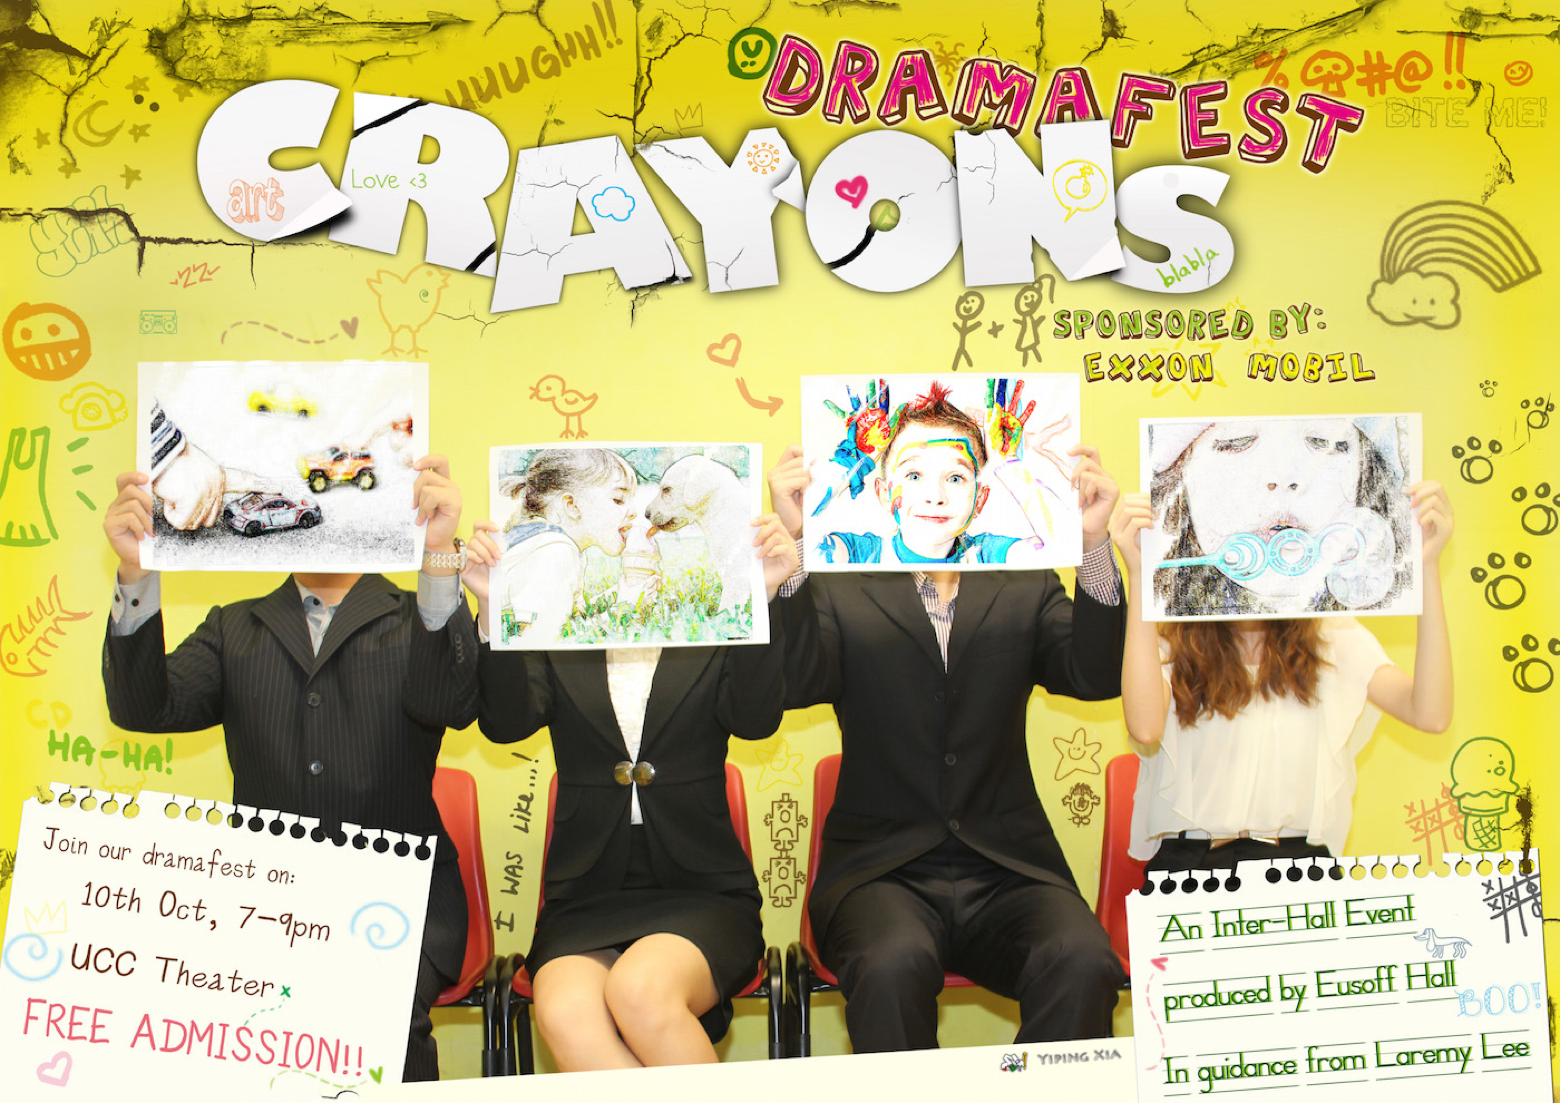 HUUUGHH!!
DRAMAFEST
%@#@!!
BITE ME!
CRAYONS
art
Love <3
blabla
SPONSORED BY:
EXXON MOBIL
CD
HA-HA!
I WAS LIKE...!
Join our dramafest on:
10th Oct, 7-9pm
UCC Theater
FREE ADMISSION!!
An Inter-Hall Event
produced by Eusoff Hall
BOO!
In guidance from Laremy Lee
YIPING XIA